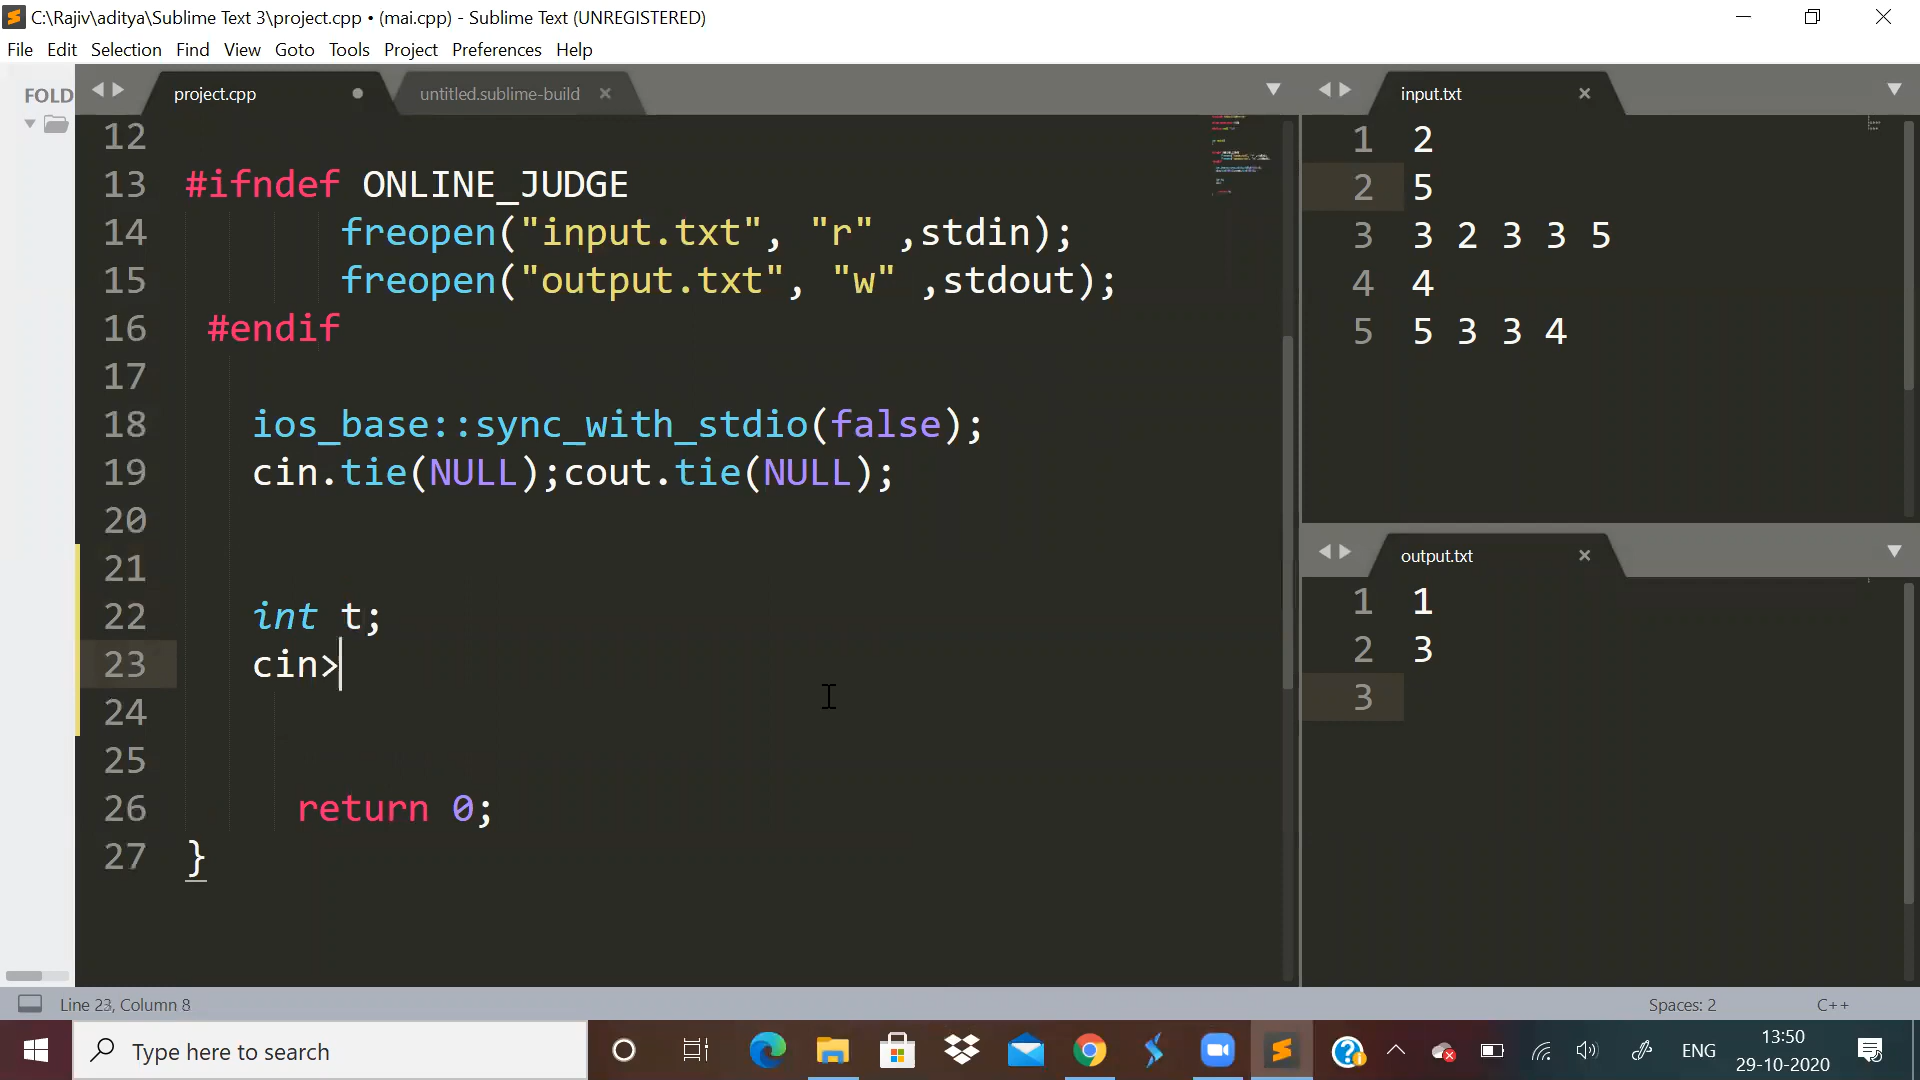 C:\Rajiv\aditya\Sublime Text 3\project.cpp • (mai.cpp) - Sublime Text (UNREGISTERED)
File Edit Selection Find View Goto Tools Project Preferences Help
FOLD
project.cpp
untitled.sublime-build
12
13 #ifndef ONLINE_JUDGE
14 freopen("input.txt", "r" ,stdin);
15 freopen("output.txt", "w" ,stdout);
16 #endif
17
18 ios_base::sync_with_stdio(false);
19 cin.tie(NULL);cout.tie(NULL);
20
21
22 int t;
23 cin>
24
25
26 return 0;
27 }
input.txt
1 2
2 5
3 3 2 3 3 5
4 4
5 5 3 3 4
output.txt
1 1
2 3
3
Line 23, Column 8
Spaces: 2
C++
Type here to search
ENG
13:50
29-10-2020